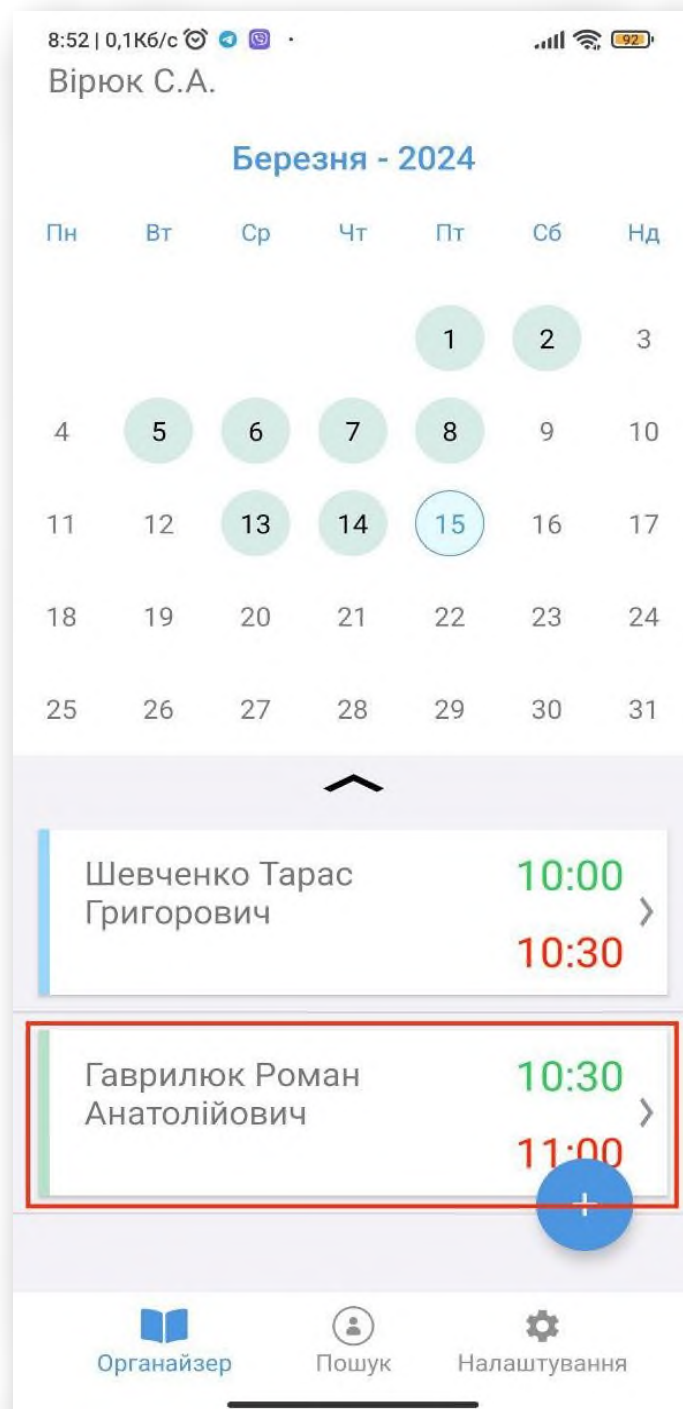 8:52 | 0,1Кб/с
92
Вірюк С.А.
Березня - 2024
Пн Вт Ср Чт Пт Сб Нд
1 2 3
4 5 6 7 8 9 10
11 12 13 14 15 16 17
18 19 20 21 22 23 24
25 26 27 28 29 30 31
Шевченко Тарас
Григорович
10:00
10:30
Гаврилюк Роман
Анатолійович
10:30
11:00
+
Органайзер Пошук Налаштування